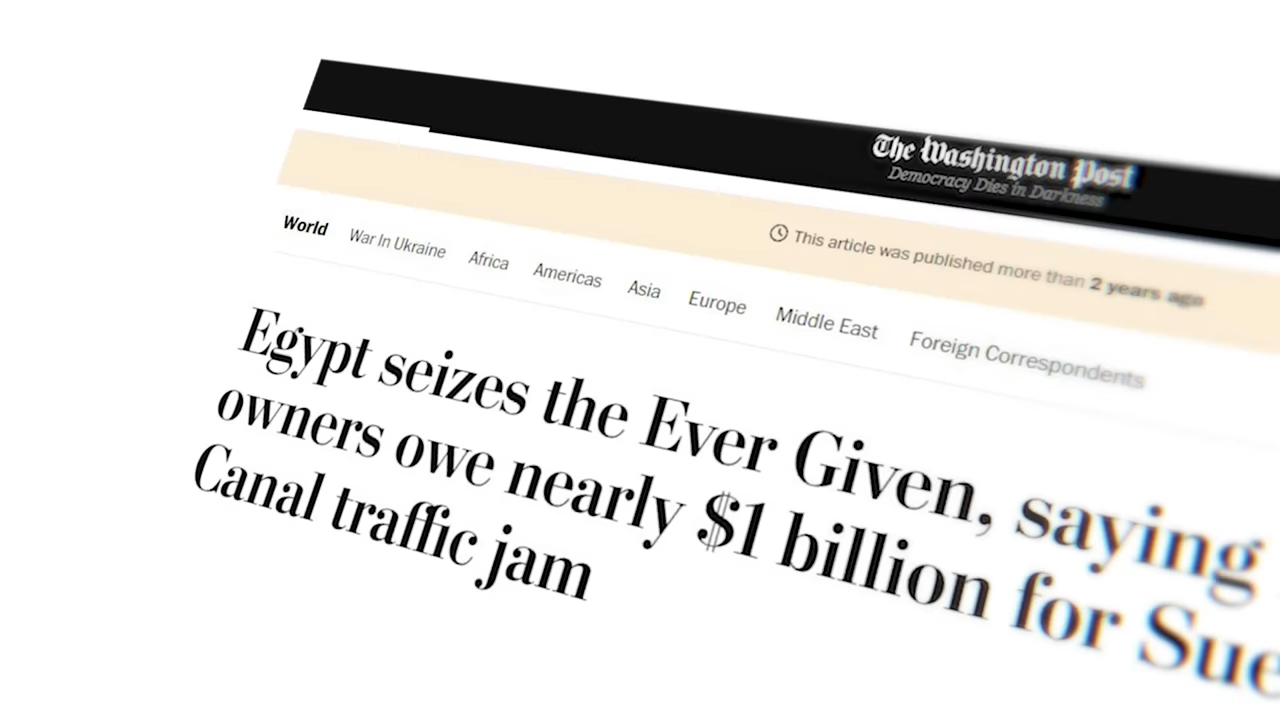 The Washington Post
Democracy Dies in Darkness
This article was published more than 2 years ago
World War In Ukraine Africa Americas Asia Europe Middle East Foreign Correspondents
Egypt seizes the Ever Given, saying
owners owe nearly $1 billion for Sue
Canal traffic jam